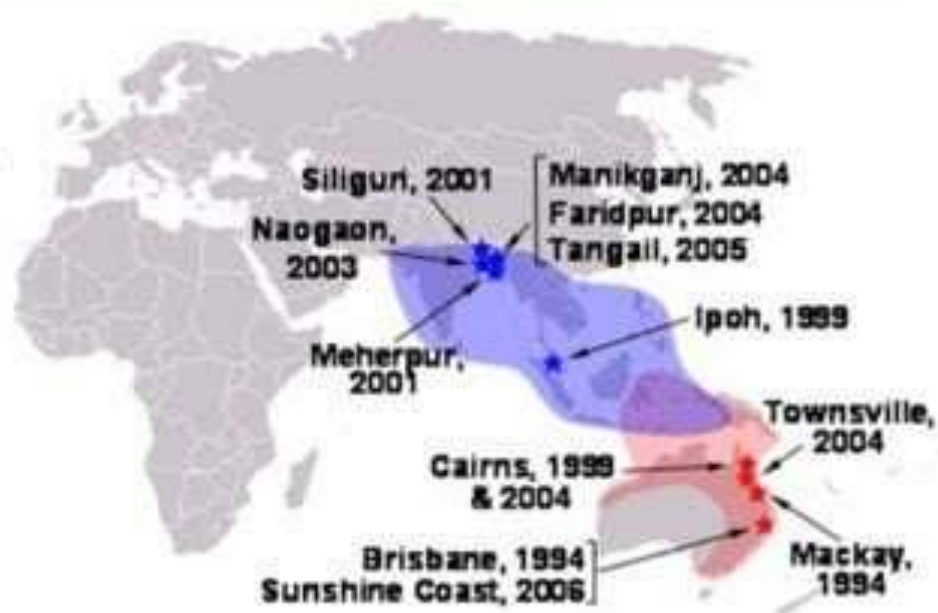 Siliguri, 2001
Manikganj, 2004
Faridpur, 2004
Tangail, 2005
Naogaon,
2003
Ipoh, 1999
Meherpur,
2001
Townsville,
2004
Cairns, 1999
& 2004
Brisbane, 1994
Sunshine Coast, 2006
Mackay,
1994